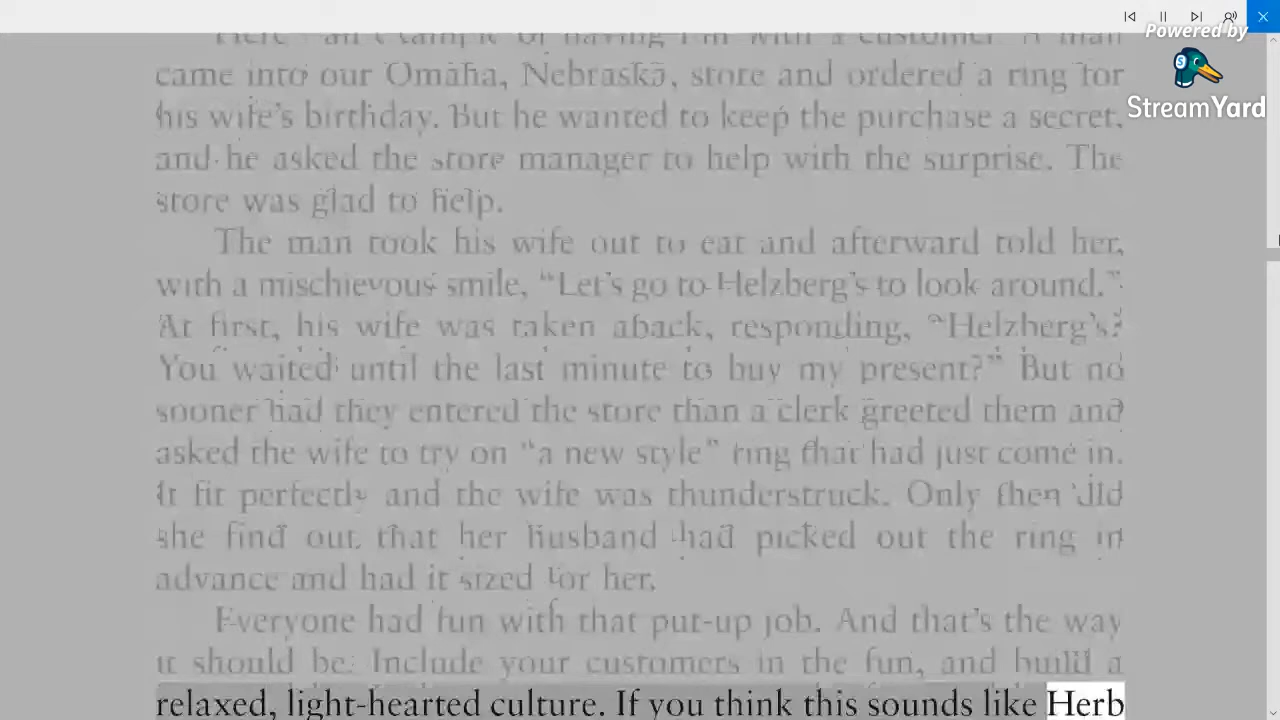 Powered by
StreamYard
Here's an example of having fun with a customer. A man
came into our Omaha, Nebraska, store and ordered a ring for
his wife's birthday. But he wanted to keep the purchase a secret,
and he asked the store manager to help with the surprise. The
store was glad to help.
The man took his wife out to eat and afterward told her,
with a mischievous smile, “Let's go to Helzberg's to look around.”
At first, his wife was taken aback, responding, “Helzberg's?
You waited until the last minute to buy my present?” But no
sooner had they entered the store than a clerk greeted them and
asked the wife to try on “a new style” ring that had just come in.
It fit perfectly and the wife was thunderstruck. Only then did
she find out that her husband had picked out the ring in
advance and had it sized for her.
Everyone had fun with that put-up job. And that's the way
it should be. Include your customers in the fun, and build a
relaxed, light-hearted culture. If you think this sounds like Herb